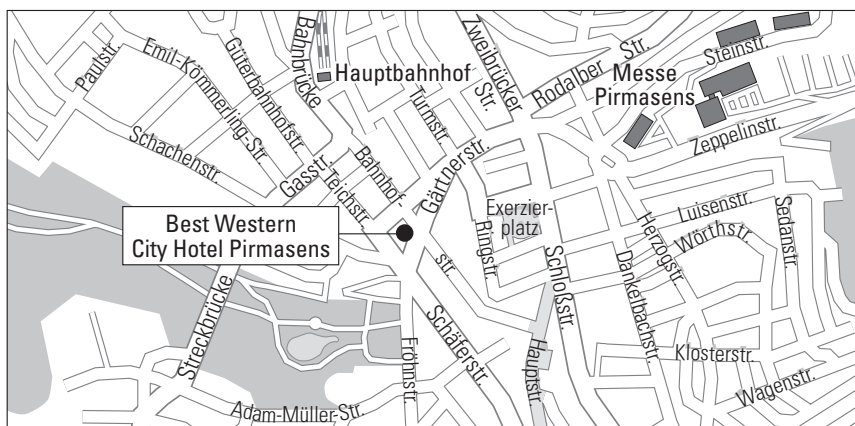 Paulstr.
Emil-Kömmerling-Str.
Güterbahnhofstr.
Bahnbrücke
Hauptbahnhof
Turmstr.
Zweibrücker
Str.
Rodalber Str.
Steinstr.
Messe
Pirmasens
Zeppelinstr.
Schachenstr.
Gasstr.
Teichstr.
Bahnhof-
str.
Gärtnerstr.
Ringstr.
Exerzier-
platz
Luisenstr.
Wörthstr.
Sedanstr.
Herzogstr.
Best Western
City Hotel Pirmasens
Streckbrücke
Schloßstr.
Dankelbachstr.
Schäferstr.
Fröhnstr.
Hauptstr.
Klosterstr.
Wagenstr.
Adam-Müller-Str.